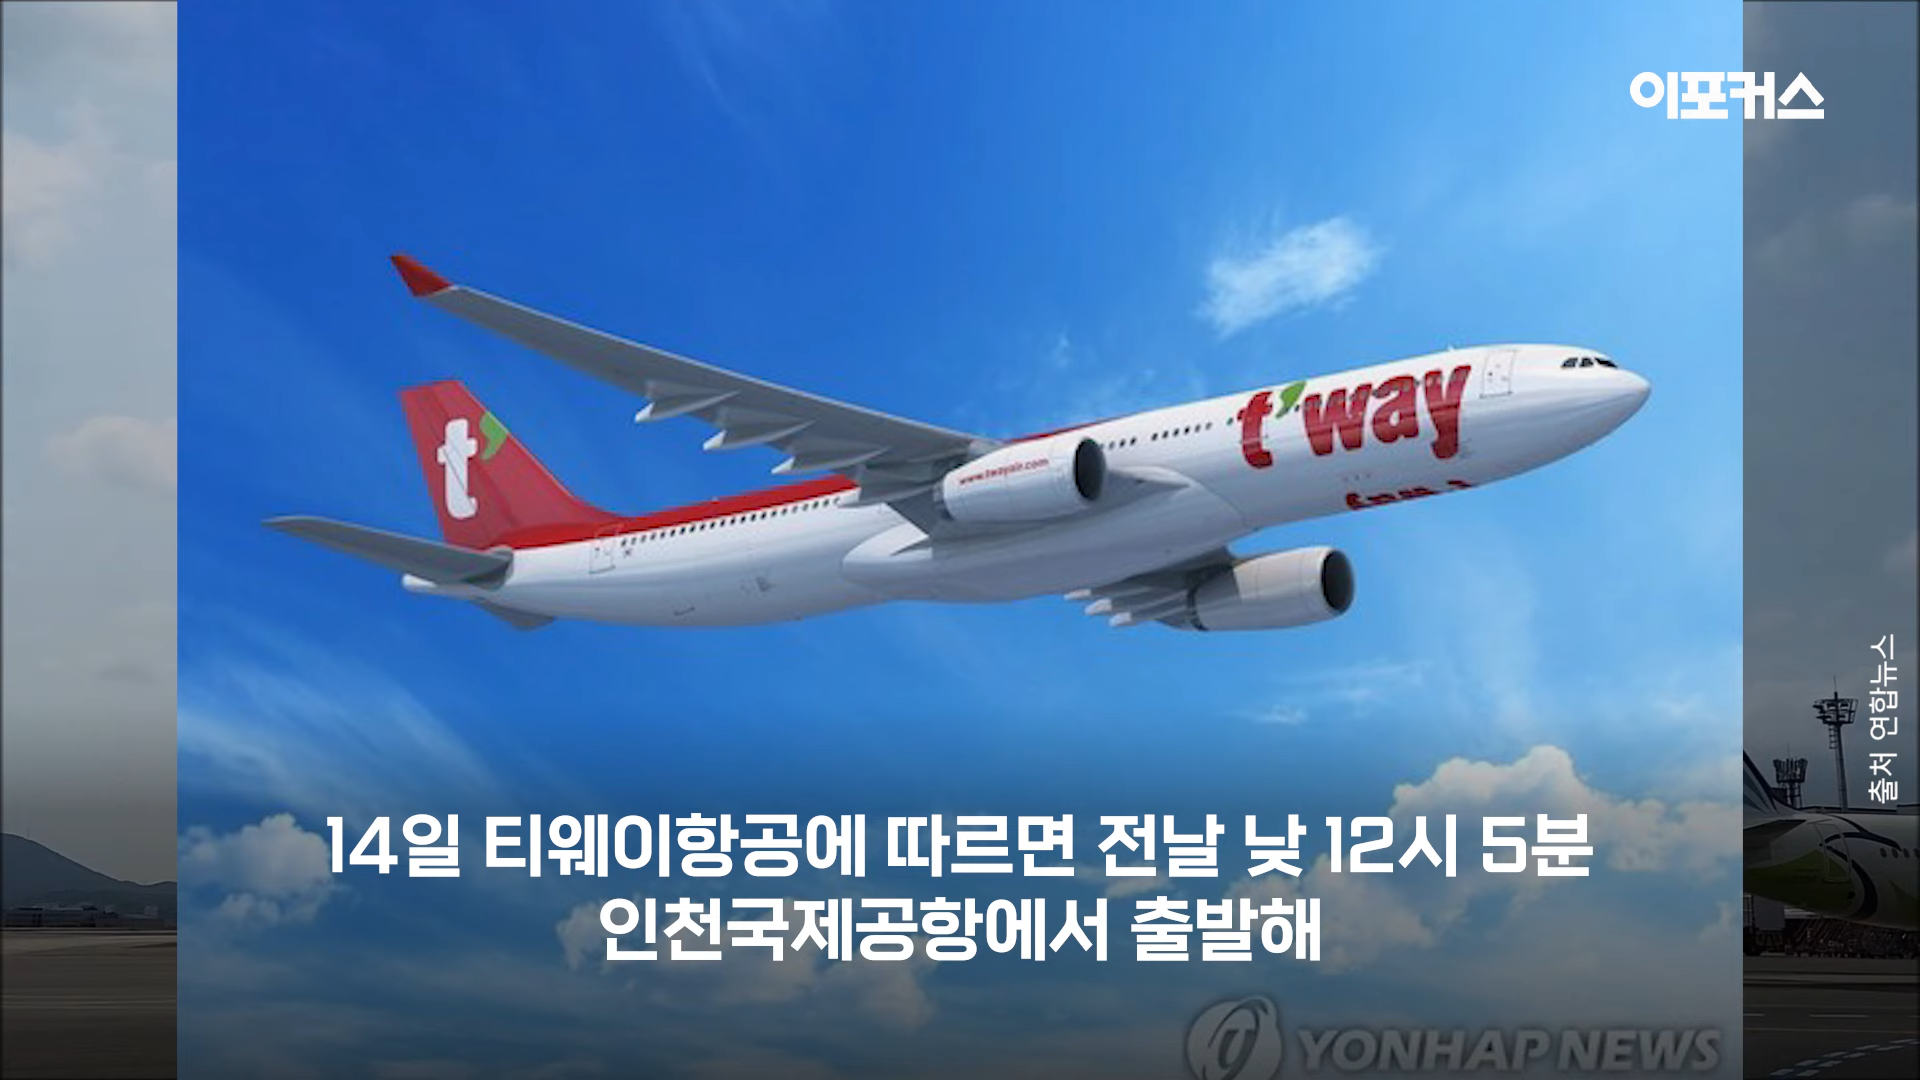 이포커스
t'way
t'
www.twayair.com
출처 연합뉴스
14일 티웨이항공에 따르면 전날 낮 12시 5분
인천국제공항에서 출발해
YONHAP NEWS